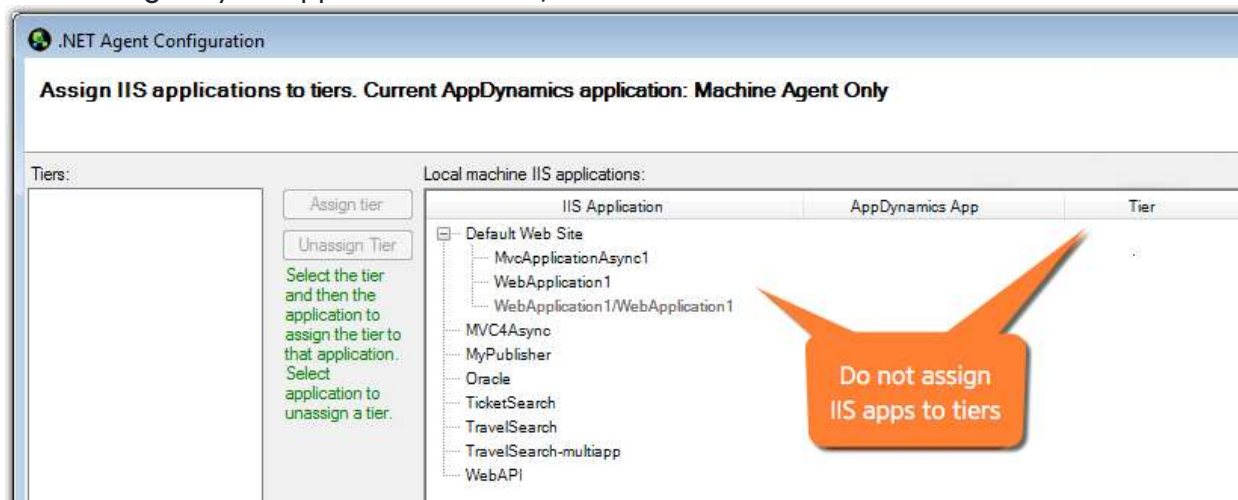 .NET Agent Configuration
Assign IIS applications to tiers. Current AppDynamics application: Machine Agent Only
Tiers:
Local machine IIS applications:
Assign tier
Unassign Tier
Select the tier
and then the
application to
assign the tier to
that application.
Select
application to
unassign a tier.
IIS Application AppDynamics App Tier
Default Web Site
MvcApplicationAsync1
WebApplication1
WebApplication1/WebApplication1
MVC4Async
MyPublisher
Oracle
TicketSearch
TravelSearch
TravelSearch-multiapp
WebAPI
Do not assign
IIS apps to tiers